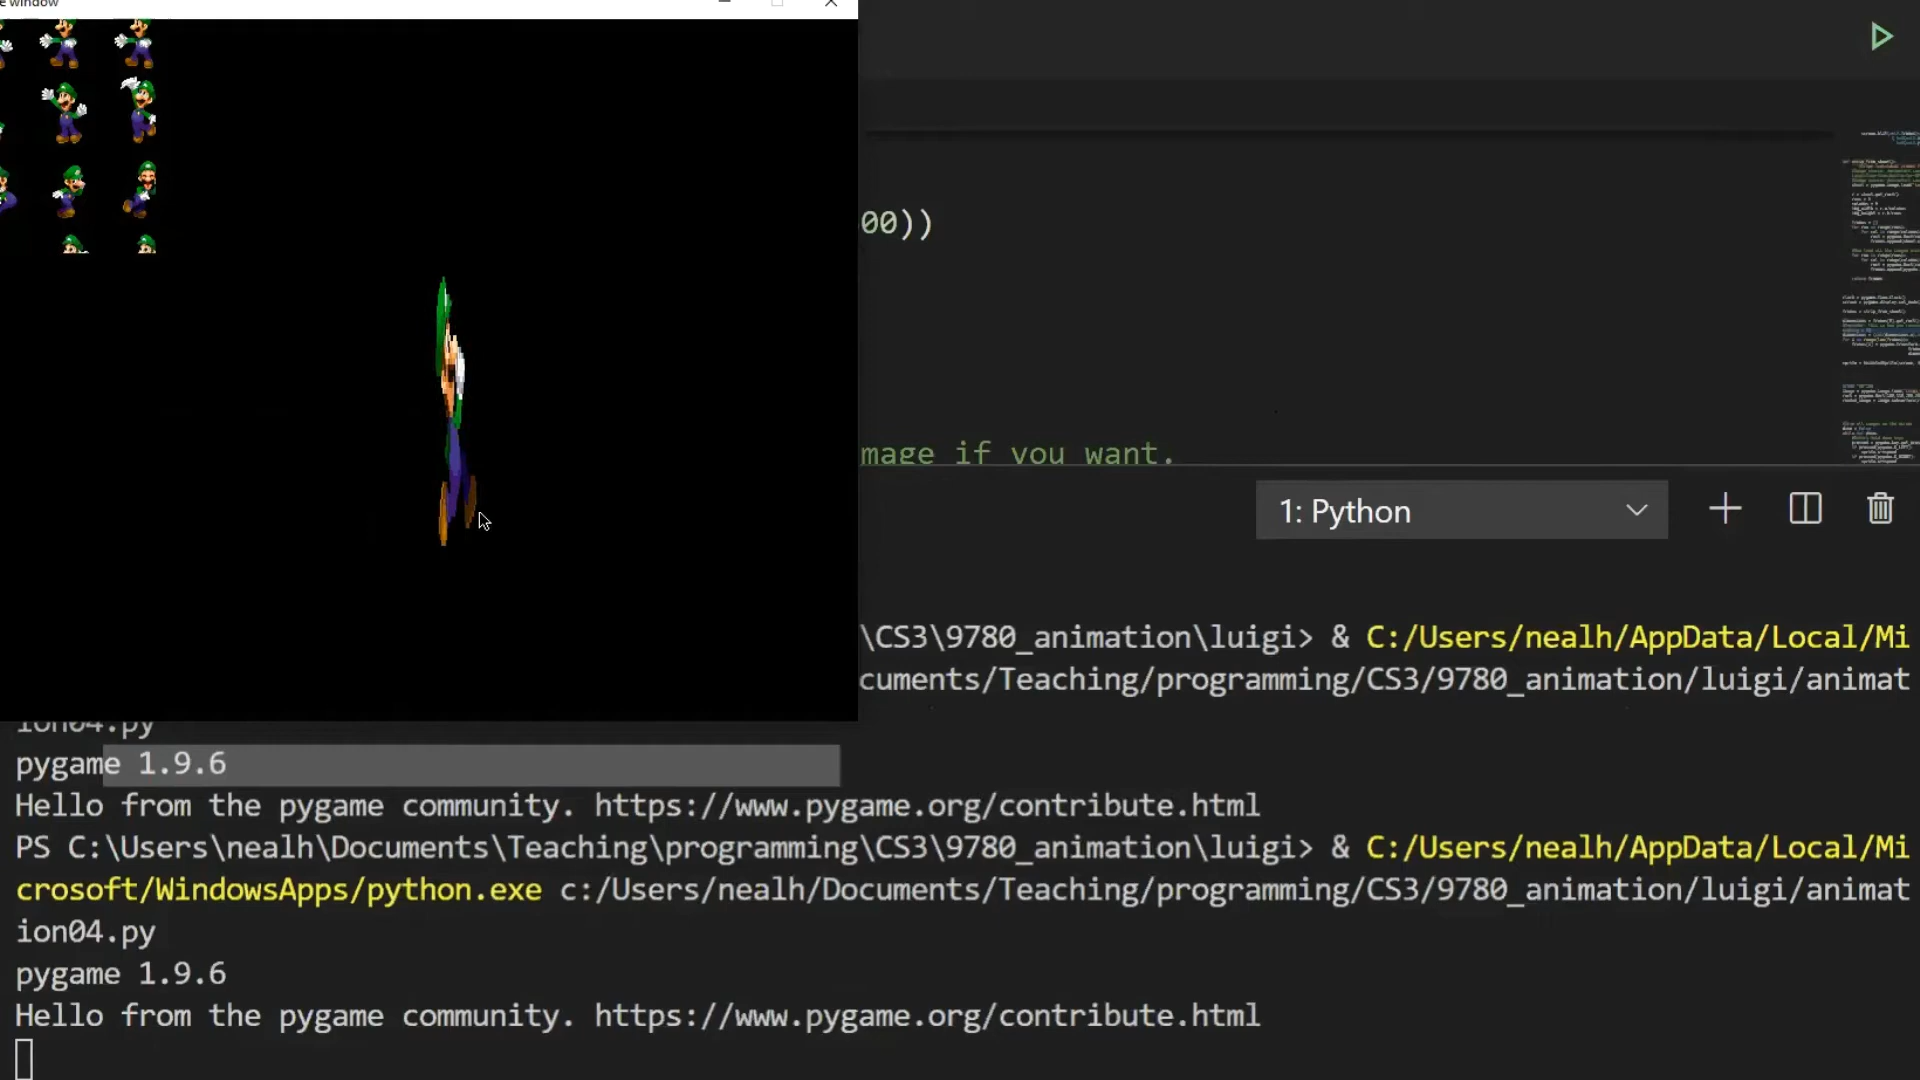 window
00))
mage if you want.
1: Python
\CS3\9780_animation\luigi> & C:/Users/nealh/AppData/Local/Mi
cuments/Teaching/programming/CS3/9780_animation/luigi/animat
ion04.py
pygame 1.9.6
Hello from the pygame community. https://www.pygame.org/contribute.html
PS C:\Users\nealh\Documents\Teaching\programming\CS3\9780_animation\luigi> & C:/Users/nealh/AppData/Local/Mi
crosoft/WindowsApps/python.exe c:/Users/nealh/Documents/Teaching/programming/CS3/9780_animation/luigi/animat
ion04.py
pygame 1.9.6
Hello from the pygame community. https://www.pygame.org/contribute.html